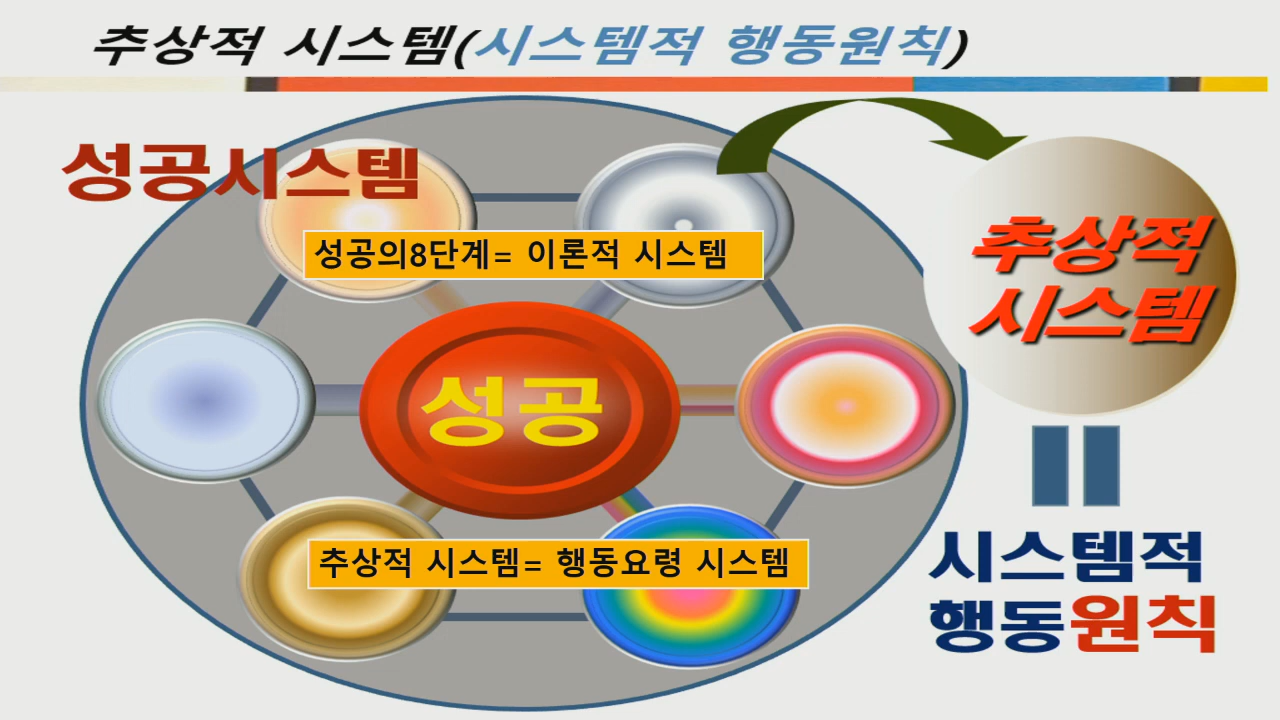 추상적 시스템(시스템적 행동원칙)
성공시스템
성공의8단계= 이론적 시스템
성공
추상적 시스템= 행동요령 시스템
추상적
시스템
시스템적
행동원칙